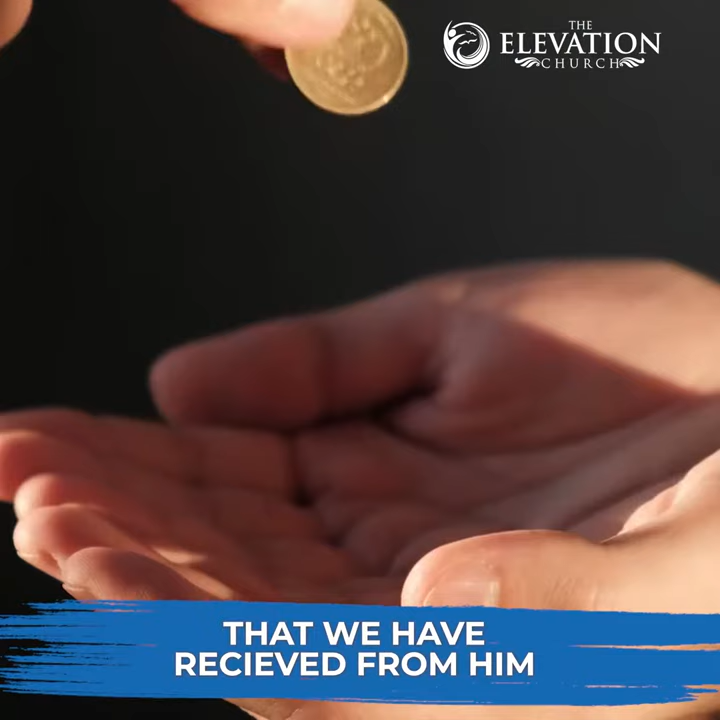 THE
ELEVATION
CHURCH
THAT WE HAVE
RECIEVED FROM HIM